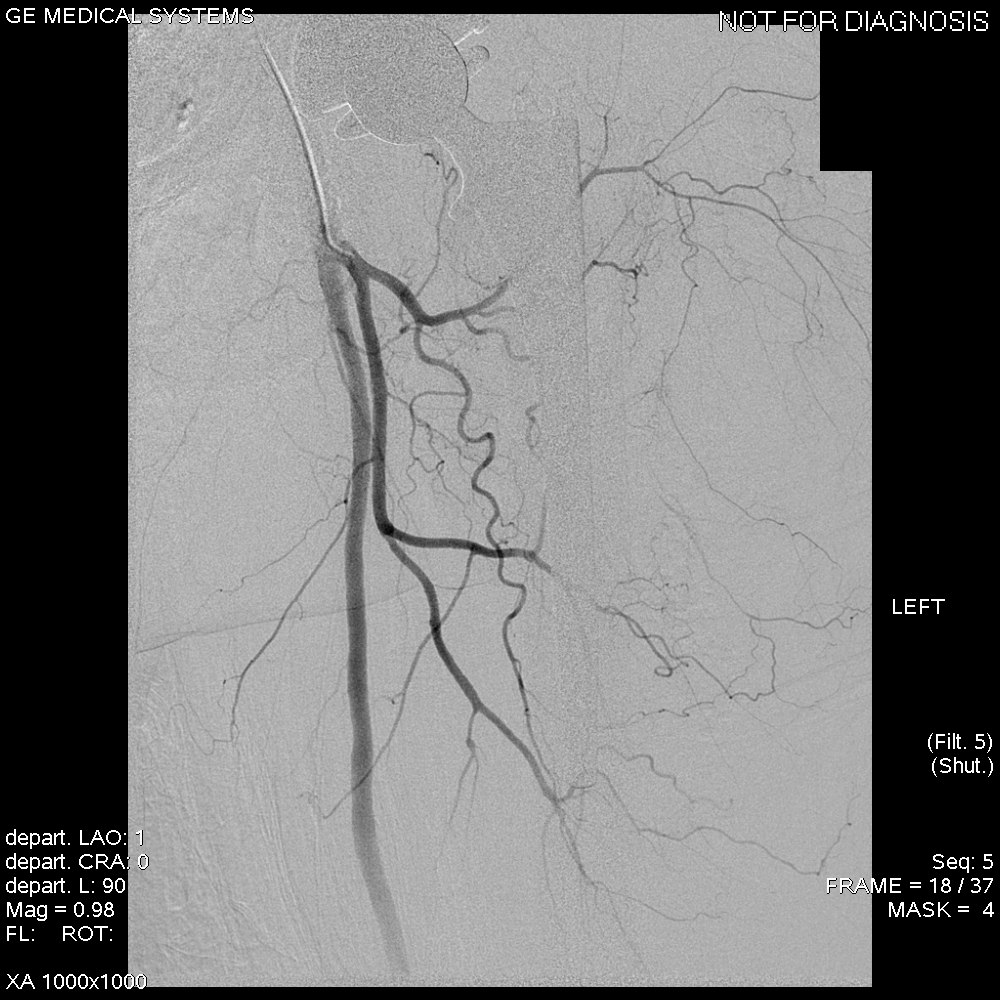 GE MEDICAL SYSTEMS
NOT FOR DIAGNOSIS
LEFT
(Filt. 5)
(Shut.)
depart. LAO: 1
depart. CRA: 0
depart. L: 90
Mag = 0.98
FL: ROT:
XA 1000x1000
Seq: 5
FRAME = 18 / 37
MASK = 4